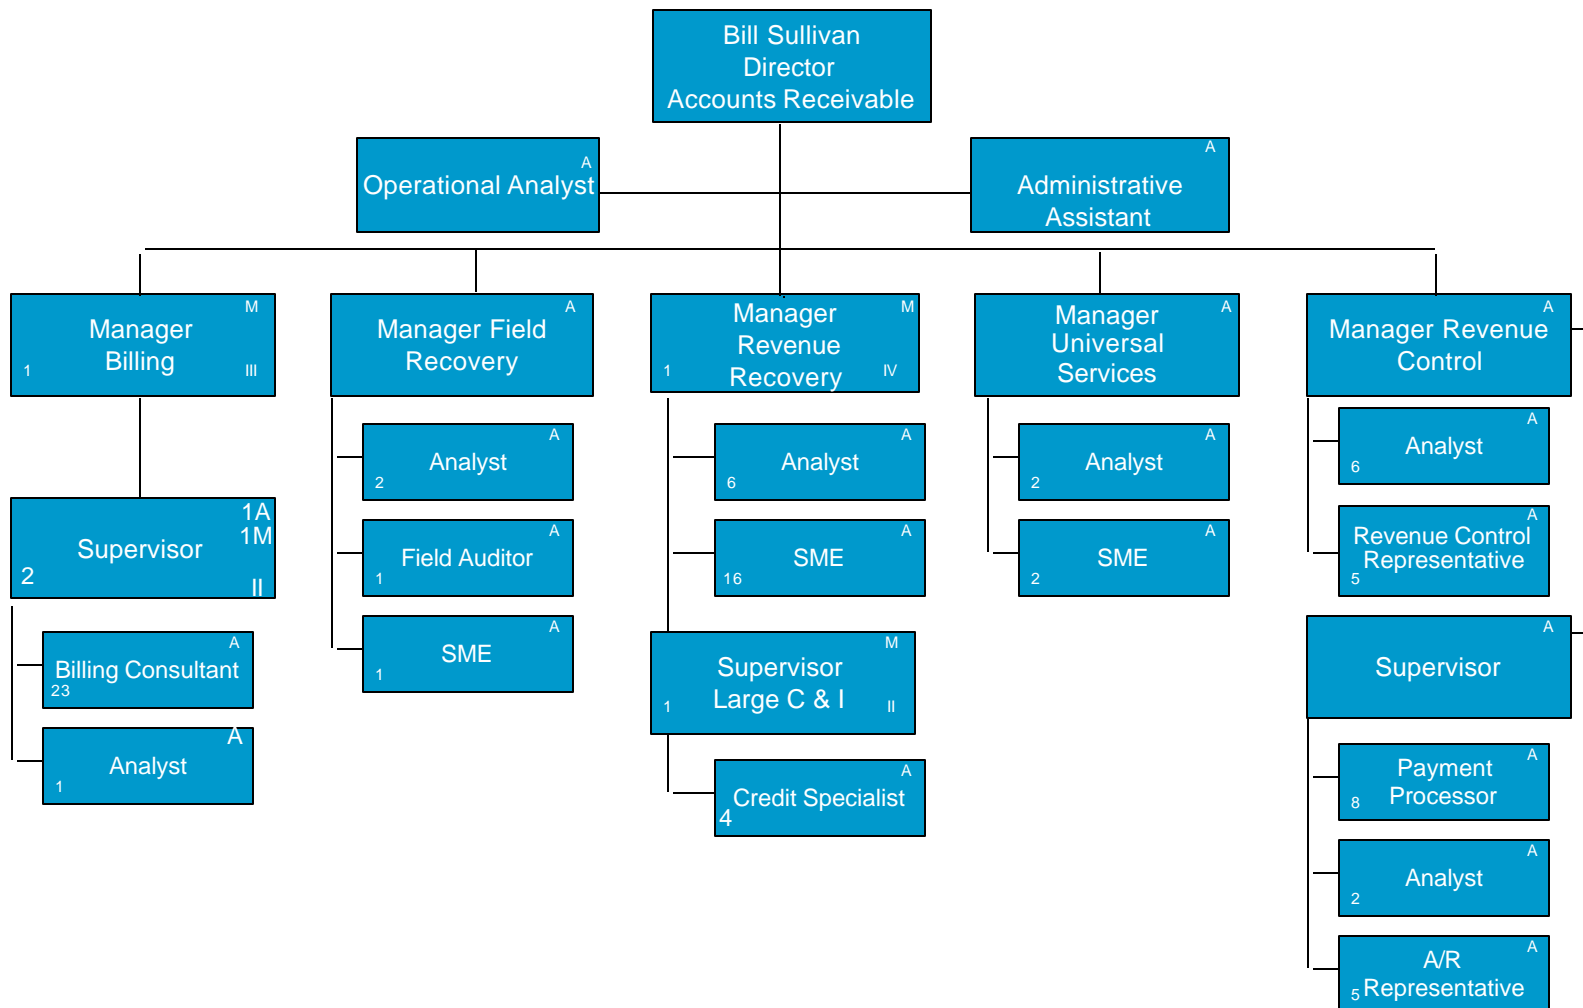 Bill Sullivan
Director
Accounts Receivable
A
Operational Analyst
A
Administrative
Assistant
M
Manager
Billing
1
III
A
Manager Field
Recovery
M
Manager
Revenue
Recovery
1
IV
A
Manager
Universal
Services
A
Manager Revenue
Control
1A
1M
Supervisor
2
II
A
Billing Consultant
23
A
Analyst
1
A
Analyst
2
A
Field Auditor
1
A
SME
1
A
Analyst
6
A
SME
16
M
Supervisor
Large C & I
1
II
A
Credit Specialist
4
A
Analyst
2
A
SME
2
A
Analyst
6
A
Revenue Control
Representative
5
A
Supervisor
A
Payment
Processor
8
A
Analyst
2
A
A/R
5 Representative